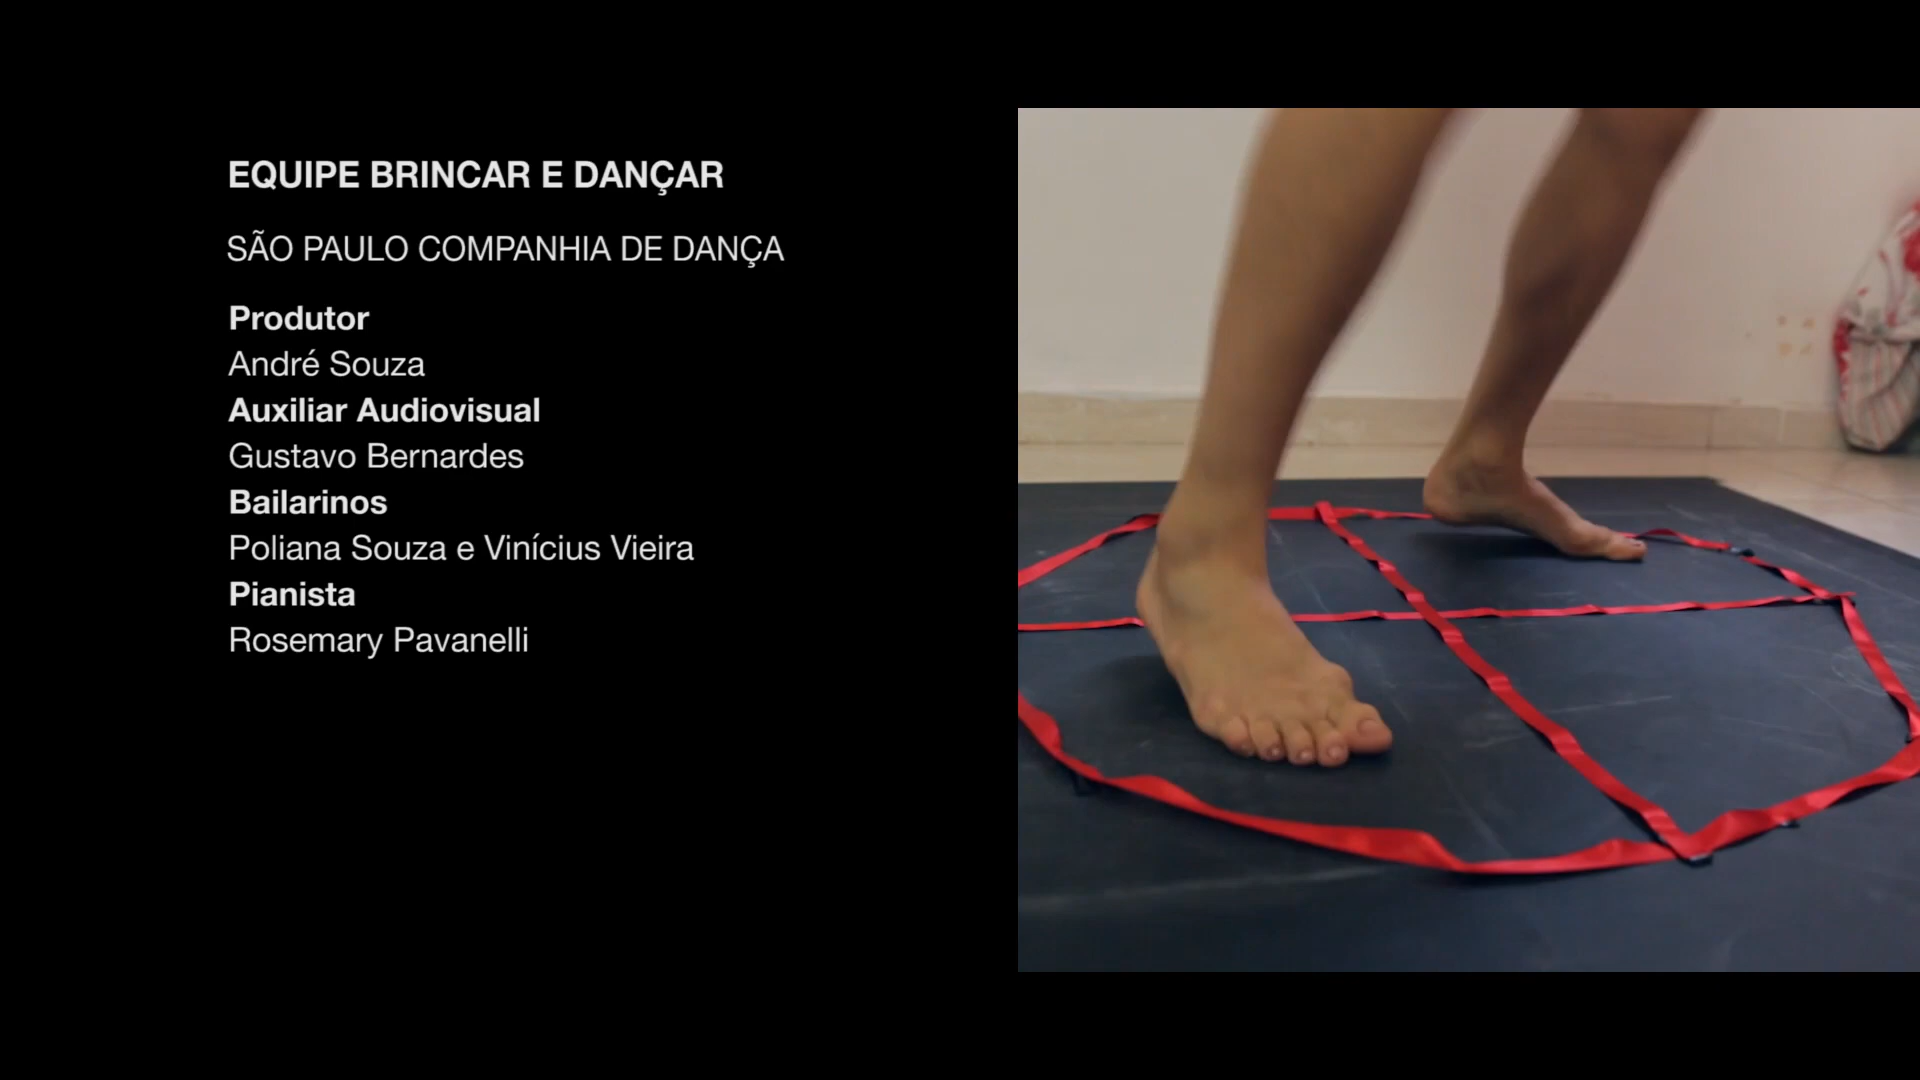 EQUIPE BRINCAR E DANÇAR
SÃO PAULO COMPANHIA DE DANÇA
Produtor
André Souza
Auxiliar Audiovisual
Gustavo Bernardes
Bailarinos
Poliana Souza e Vinícius Vieira
Pianista
Rosemary Pavanelli